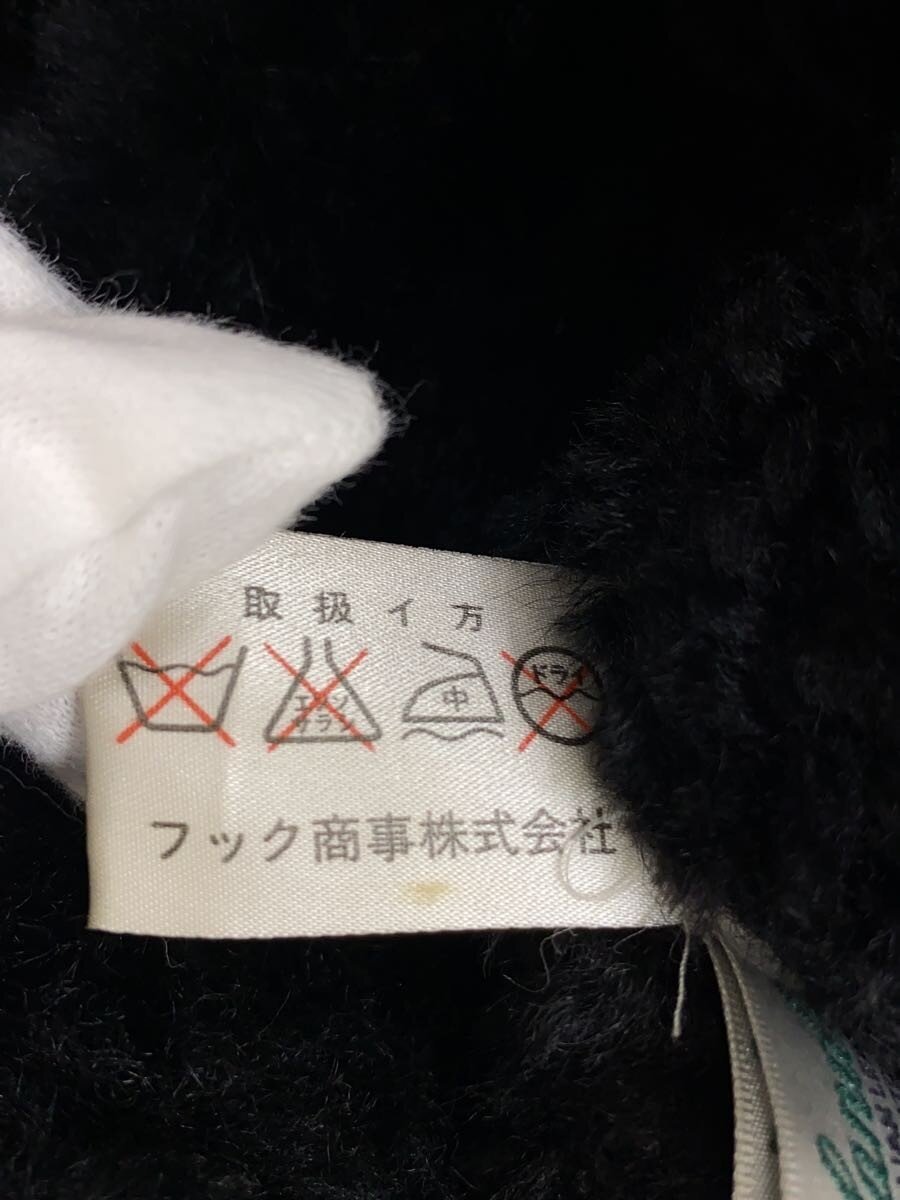 取扱イ方
エンソ サラシ 中 ドライ
フック商事株式会社